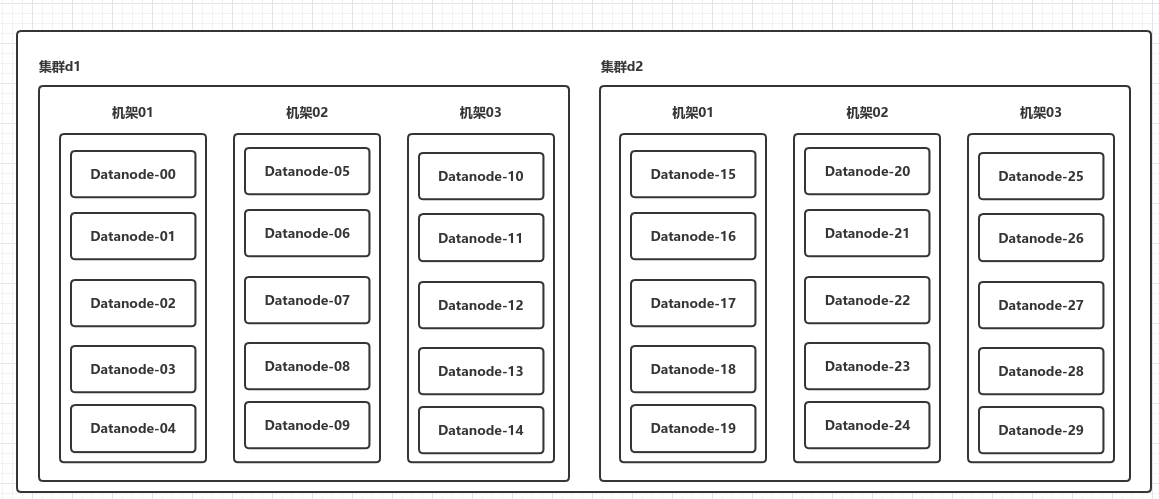 集群d1
机架01
Datanode-00
Datanode-01
Datanode-02
Datanode-03
Datanode-04
机架02
Datanode-05
Datanode-06
Datanode-07
Datanode-08
Datanode-09
机架03
Datanode-10
Datanode-11
Datanode-12
Datanode-13
Datanode-14
集群d2
机架01
Datanode-15
Datanode-16
Datanode-17
Datanode-18
Datanode-19
机架02
Datanode-20
Datanode-21
Datanode-22
Datanode-23
Datanode-24
机架03
Datanode-25
Datanode-26
Datanode-27
Datanode-28
Datanode-29